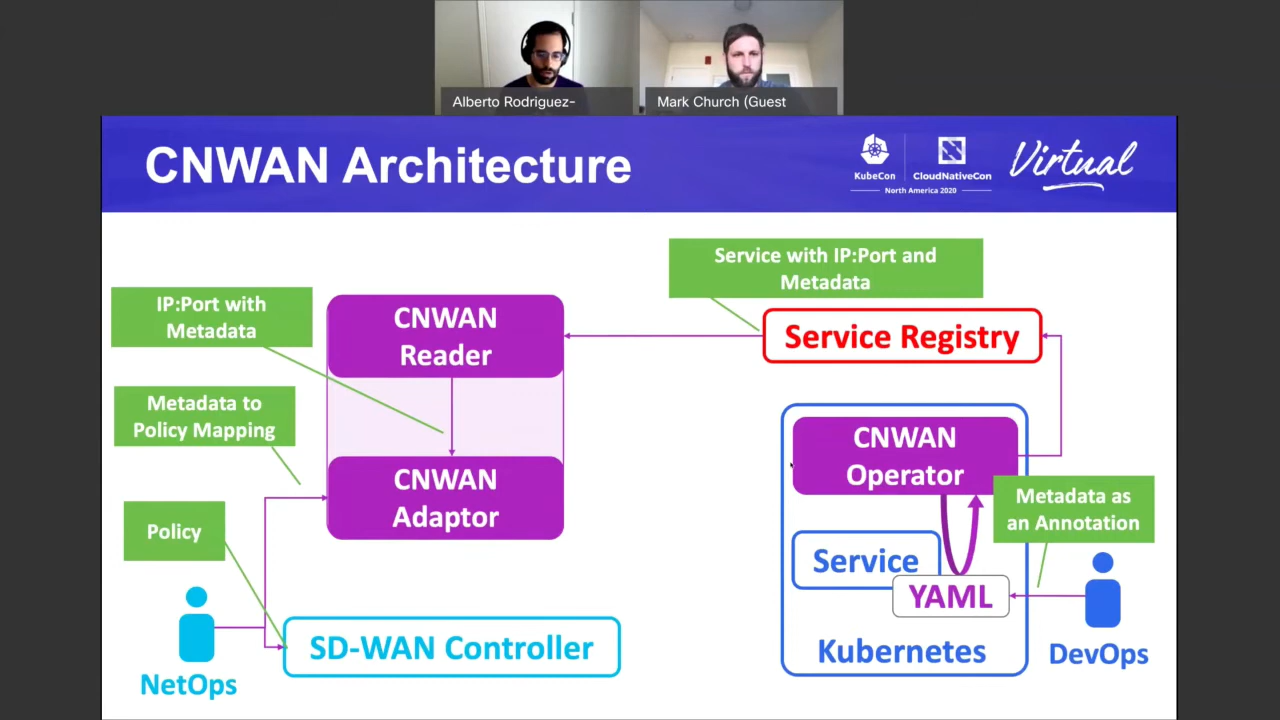 Alberto Rodriguez-
Mark Church (Guest
CNWAN Architecture
KubeCon
CloudNativeCon
North America 2020
Virtual
Service with IP:Port and
Metadata
IP:Port with
Metadata
CNWAN
Reader
Service Registry
Metadata to
Policy Mapping
CNWAN
Operator
CNWAN
Adaptor
Metadata as
an Annotation
Policy
Service
YAML
SD-WAN Controller
Kubernetes
DevOps
NetOps